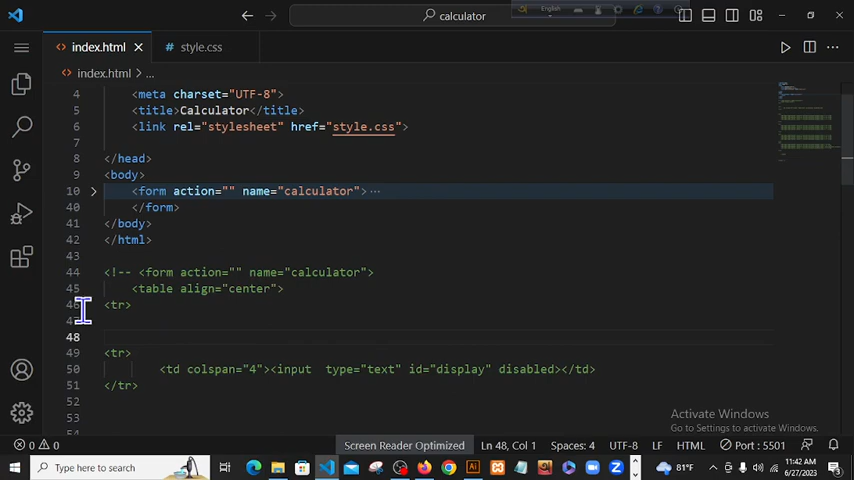 calculator
English
index.html
# style.css
index.html > ...
4 <meta charset="UTF-8">
5 <title>Calculator</title>
6 <link rel="stylesheet" href="style.css">
7
8 </head>
9 <body>
10 <form action="" name="calculator"> ...
40 </form>
41 </body>
42 </html>
43
44 <!-- <form action="" name="calculator">
45 <table align="center">
46 <tr>
47
48
49 <tr>
50 <td colspan="4"><input  type="text" id="display" disabled></td>
51 </tr>
52
53
Activate Windows
Go to Settings to activate Windows.
0 0 Screen Reader Optimized Ln 48, Col 1 Spaces: 4 UTF-8 LF HTML Port : 5501
Type here to search
81°F
11:42 AM
6/27/2023